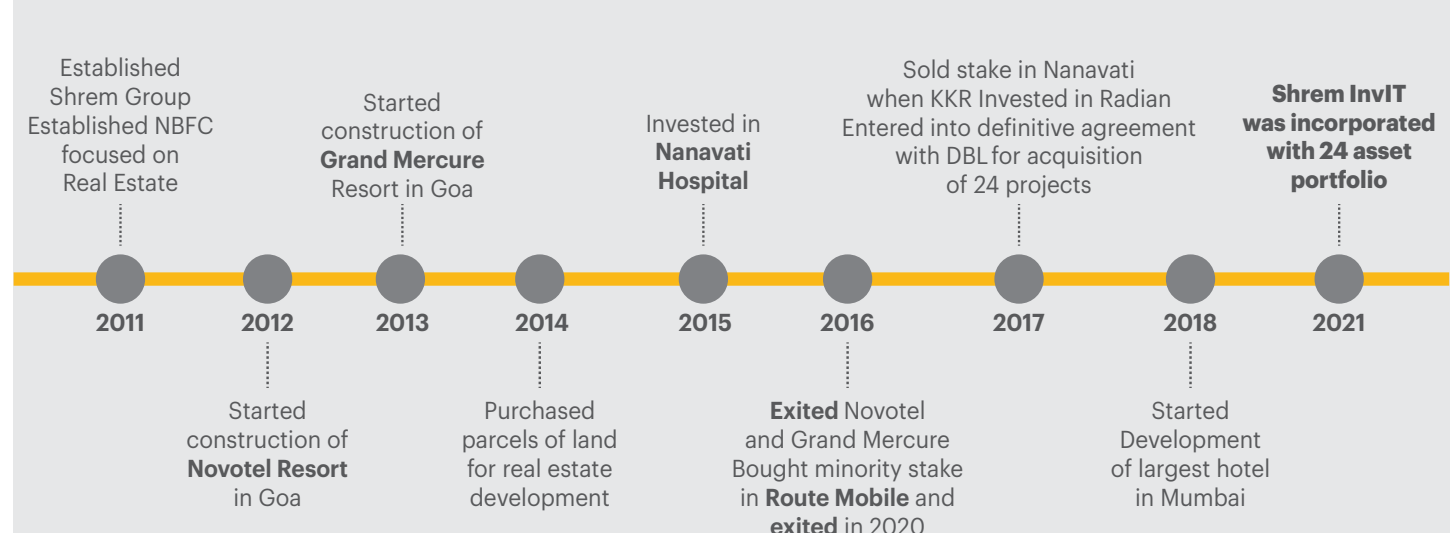 Established
Shrem Group
Established NBFC
focused on
Real Estate
2011
2012
Started
construction of
Novotel Resort
in Goa
Started
construction of
Grand Mercure
Resort in Goa
2013
2014
Purchased
parcels of land
for real estate
development
Invested in
Nanavati
Hospital
2015
2016
Exited Novotel
and Grand Mercure
Bought minority stake
in Route Mobile and
exited in 2020
Sold stake in Nanavati
when KKR Invested in Radian
Entered into definitive agreement
with DBL for acquisition
of 24 projects
2017
2018
Started
Development
of largest hotel
in Mumbai
Shrem InvIT
was incorporated
with 24 asset
portfolio
2021